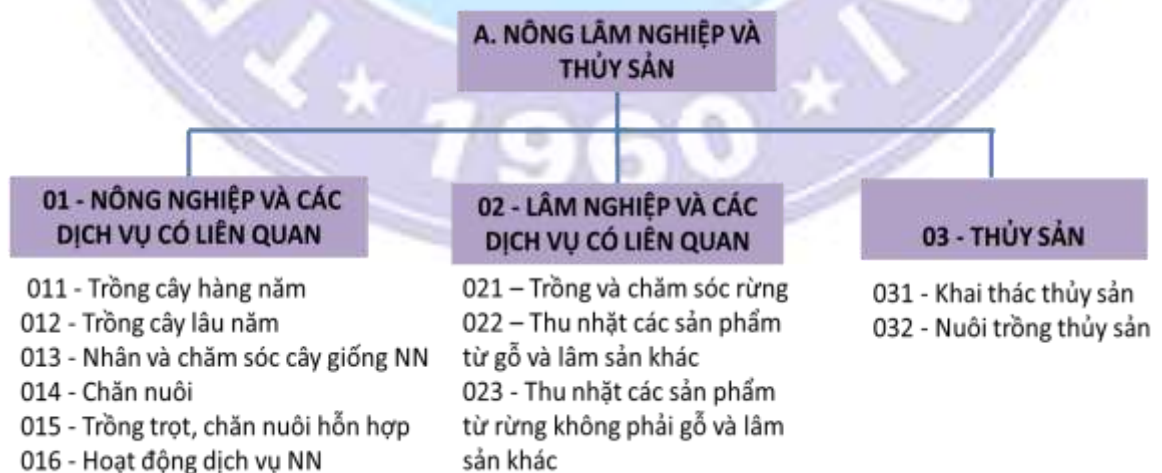 A. NÔNG LÂM NGHIỆP VÀ
THỦY SẢN
1960
01 - NÔNG NGHIỆP VÀ CÁC
DỊCH VỤ CÓ LIÊN QUAN
011 - Trồng cây hàng năm
012 - Trồng cây lâu năm
013 - Nhân và chăm sóc cây giống NN
014 - Chăn nuôi
015 - Trồng trọt, chăn nuôi hỗn hợp
016 - Hoạt động dịch vụ NN
02 - LÂM NGHIỆP VÀ CÁC
DỊCH VỤ CÓ LIÊN QUAN
021 – Trồng và chăm sóc rừng
022 – Thu nhặt các sản phẩm
từ gỗ và lâm sản khác
023 - Thu nhặt các sản phẩm
từ rừng không phải gỗ và lâm
sản khác
03 - THỦY SẢN
031 - Khai thác thủy sản
032 - Nuôi trồng thủy sản